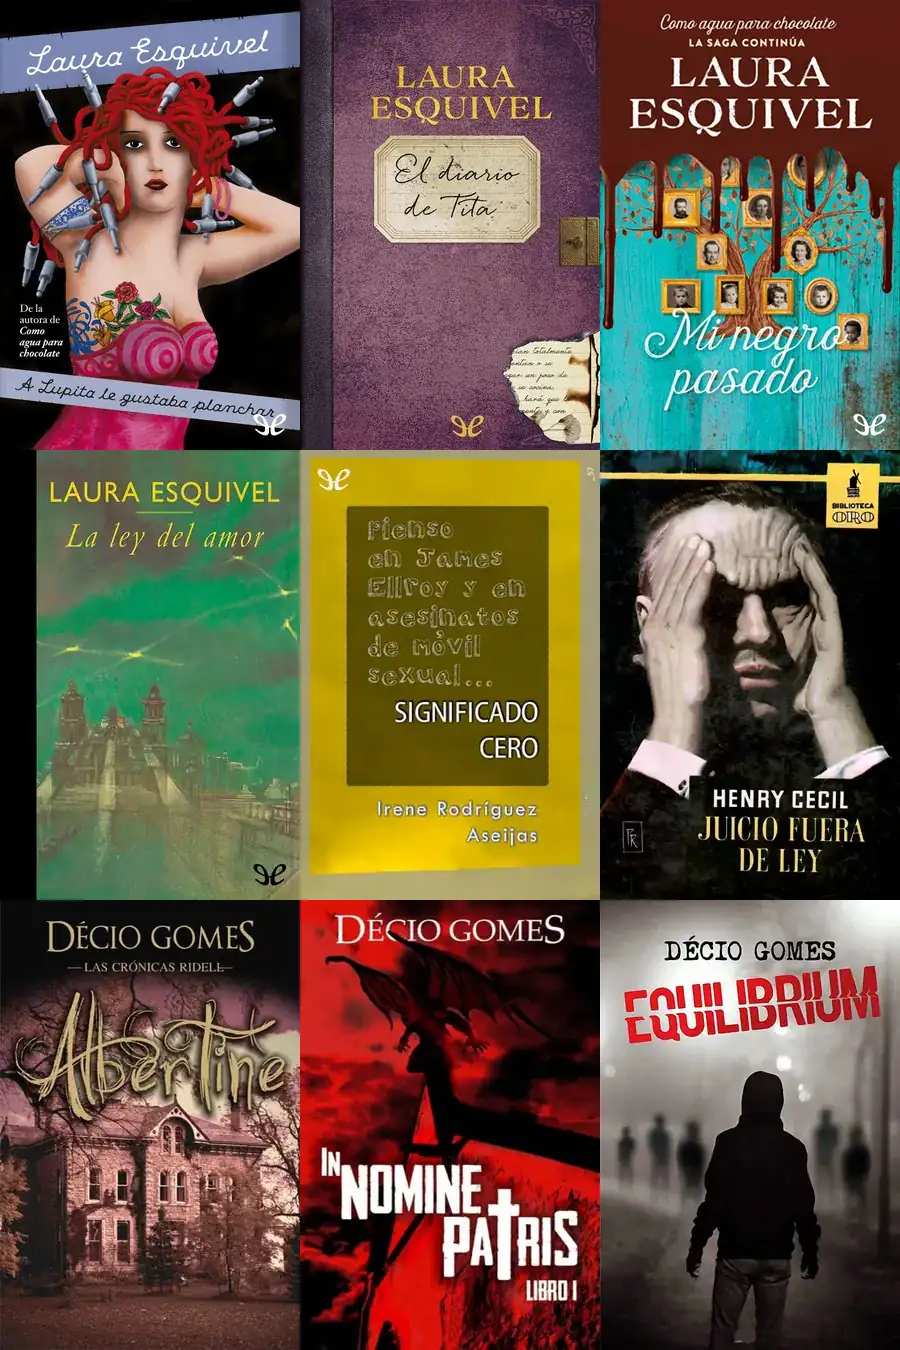 Laura Esquivel
De la
autora de
Como
agua para
chocolate
A Lupita le gustaba planchar
LAURA
ESQUIVEL
El diario
de Tita
Como agua para chocolate
LA SAGA CONTINÚA
LAURA
ESQUIVEL
Mi negro
pasado
LAURA ESQUIVEL
La ley del amor
Pienso
en James
Ellroy y en
asesinatos
de móvil
sexual...
SIGNIFICADO
CERO
Irene Rodríguez
Aseijas
BIBLIOTECA
ORO
HENRY CECIL
JUICIO FUERA
DE LEY
PR
DÉCIO GOMES
LAS CRÓNICAS RIDELL
Albertine
DÉCIO GOMES
IN
NOMINE
PATRIS
LIBRO I
DÉCIO GOMES
EQUILIBRIUM